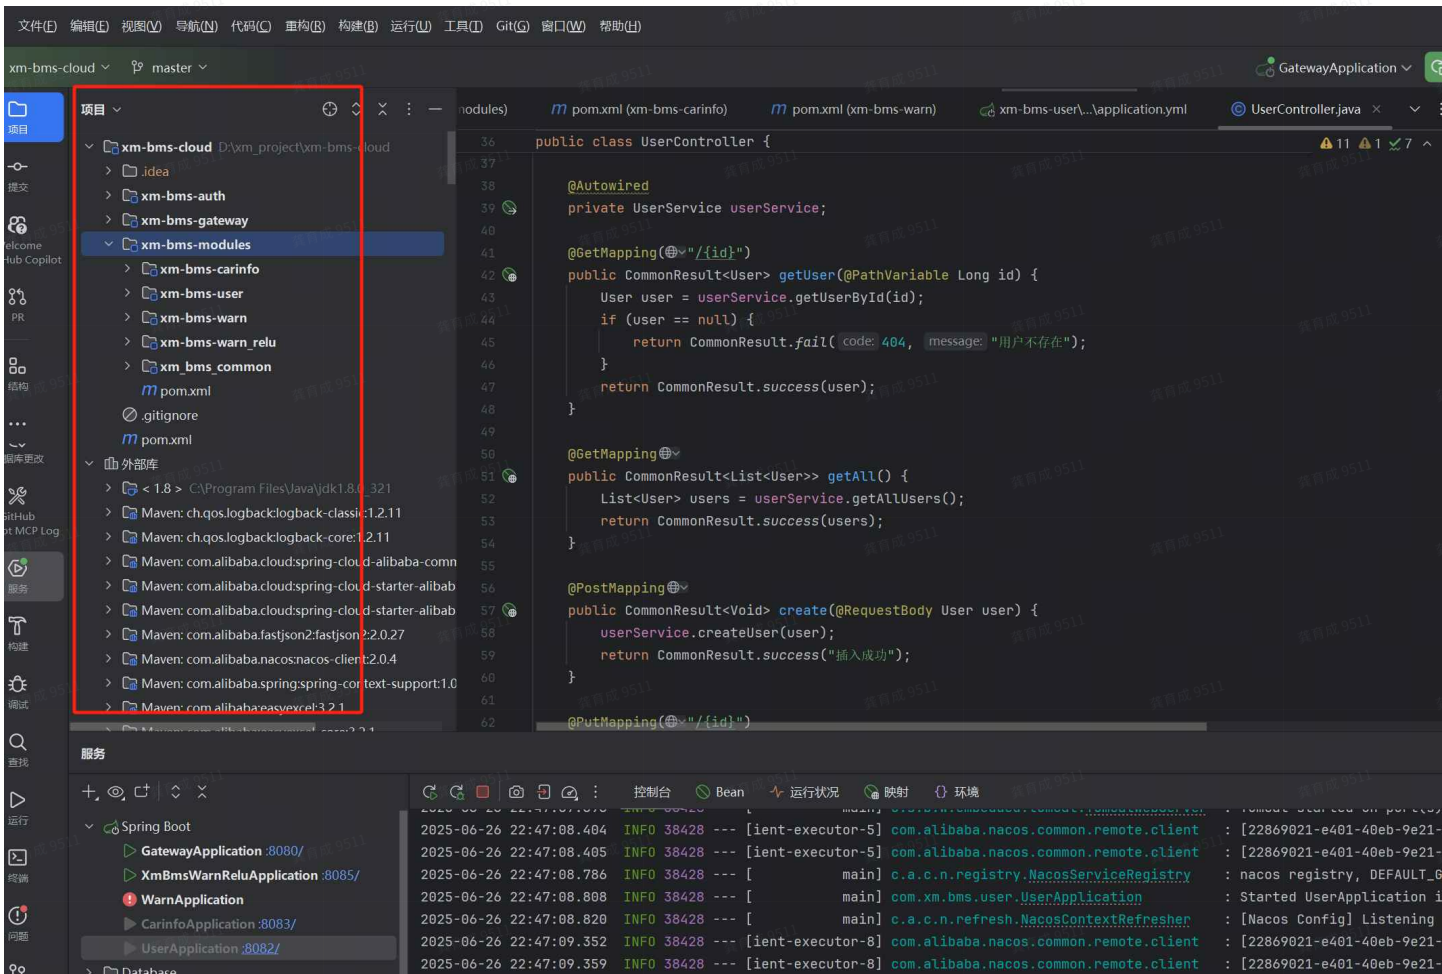 文件(F) 编辑(E) 视图(V) 导航(N) 代码(C) 重构(R) 构建(B) 运行(U) 工具(T) Git(G) 窗口(W) 帮助(H)
xm-bms-cloud master GatewayApplication
项目
提交
PR
结构
服务
构建
调试
查找
运行
终端
问题
项目
xm-bms-cloud D:\xm_project\xm-bms-cloud
.idea
xm-bms-auth
xm-bms-gateway
xm-bms-modules
xm-bms-carinfo
xm-bms-user
xm-bms-warn
xm-bms-warn_relu
xm_bms_common
pom.xml
.gitignore
pom.xml
外部库
< 1.8 > C:\Program Files\Java\jdk1.8.0_321
Maven: ch.qos.logback:logback-classic:1.2.11
Maven: ch.qos.logback:logback-core:1.2.11
Maven: com.alibaba.cloud:spring-cloud-alibaba-comm
Maven: com.alibaba.cloud:spring-cloud-starter-alibab
Maven: com.alibaba.cloud:spring-cloud-starter-alibab
Maven: com.alibaba.fastjson2:fastjson2:2.0.27
Maven: com.alibaba.nacos:nacos-client:2.0.4
Maven: com.alibaba.spring:spring-context-support:1.0
Maven: com.alibaba:easyexcel:3.2.1
nodules) pom.xml (xm-bms-carinfo) pom.xml (xm-bms-warn) xm-bms-user\...\application.yml UserController.java
11 1 7
36 public class UserController {
37
38 @Autowired
39 private UserService userService;
40
41 @GetMapping("/{id}")
42 public CommonResult<User> getUser(@PathVariable Long id) {
43 User user = userService.getUserById(id);
44 if (user == null) {
45 return CommonResult.fail( code: 404, message: "用户不存在");
46 }
47 return CommonResult.success(user);
48 }
49
50 @GetMapping
51 public CommonResult<List<User>> getAll() {
52 List<User> users = userService.getAllUsers();
53 return CommonResult.success(users);
54 }
55
56 @PostMapping
57 public CommonResult<Void> create(@RequestBody User user) {
58 userService.createUser(user);
59 return CommonResult.success("插入成功");
60 }
61
62 @PutMapping("/{id}")
服务
控制台 Bean 运行状况 映射 {} 环境
Spring Boot
GatewayApplication :8080/
XmBmsWarnReluApplication :8085/
WarnApplication
CarinfoApplication :8083/
UserApplication :8082/
Database
2025-06-26 22:47:08.404 INFO 38428 --- [ient-executor-5] com.alibaba.nacos.common.remote.client : [22869021-e401-40eb-9e21-
2025-06-26 22:47:08.405 INFO 38428 --- [ient-executor-5] com.alibaba.nacos.common.remote.client : [22869021-e401-40eb-9e21-
2025-06-26 22:47:08.786 INFO 38428 --- [ main] c.a.c.n.registry.NacosServiceRegistry : nacos registry, DEFAULT_G
2025-06-26 22:47:08.808 INFO 38428 --- [ main] com.xm.bms.user.UserApplication : Started UserApplication i
2025-06-26 22:47:08.820 INFO 38428 --- [ main] c.a.c.n.refresh.NacosContextRefresher : [Nacos Config] Listening
2025-06-26 22:47:09.352 INFO 38428 --- [ient-executor-8] com.alibaba.nacos.common.remote.client : [22869021-e401-40eb-9e21-
2025-06-26 22:47:09.359 INFO 38428 --- [ient-executor-8] com.alibaba.nacos.common.remote.client : [22869021-e401-40eb-9e21-